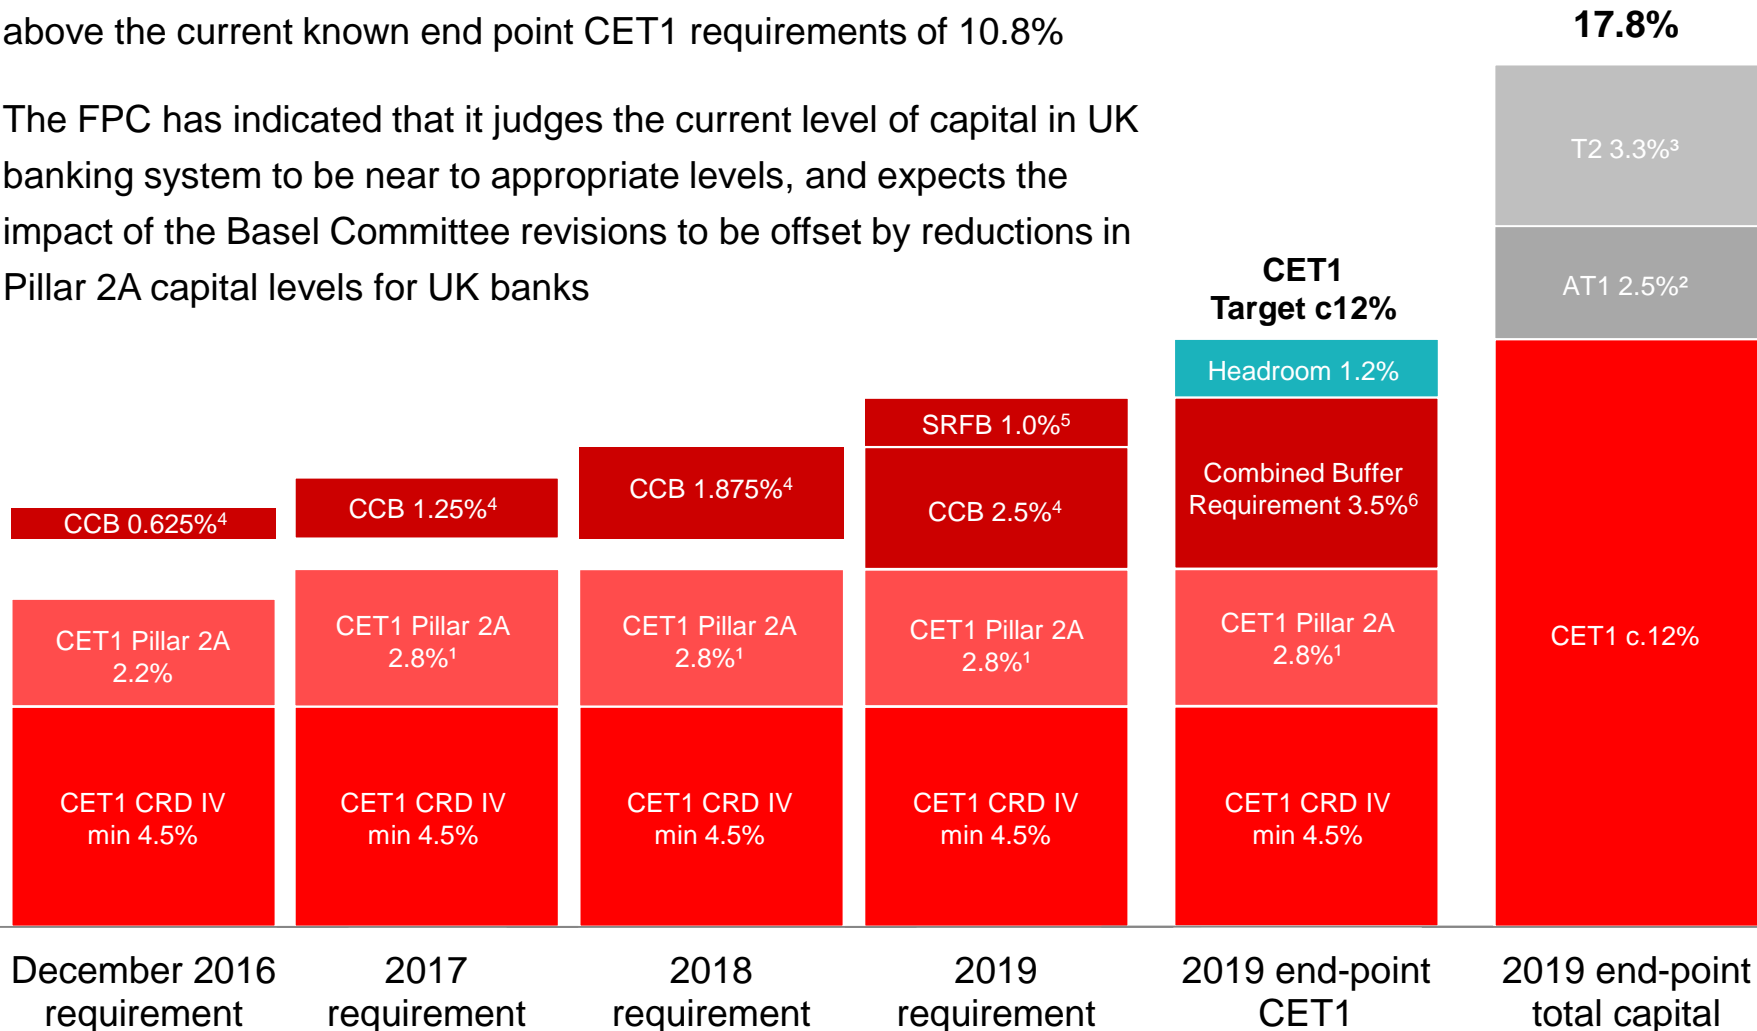 above the current known end point CET1 requirements of 10.8%
The FPC has indicated that it judges the current level of capital in UK
banking system to be near to appropriate levels, and expects the
impact of the Basel Committee revisions to be offset by reductions in
Pillar 2A capital levels for UK banks
CCB 0.625%⁴
CET1 Pillar 2A
2.2%
CET1 CRD IV
min 4.5%
December 2016
requirement
CCB 1.25%⁴
CET1 Pillar 2A
2.8%¹
CET1 CRD IV
min 4.5%
2017
requirement
CCB 1.875%⁴
CET1 Pillar 2A
2.8%¹
CET1 CRD IV
min 4.5%
2018
requirement
SRFB 1.0%⁵
CCB 2.5%⁴
CET1 Pillar 2A
2.8%¹
CET1 CRD IV
min 4.5%
2019
requirement
CET1
Target c12%
Headroom 1.2%
Combined Buffer
Requirement 3.5%⁶
CET1 Pillar 2A
2.8%¹
CET1 CRD IV
min 4.5%
2019 end-point
CET1
17.8%
T2 3.3%³
AT1 2.5%²
CET1 c.12%
2019 end-point
total capital